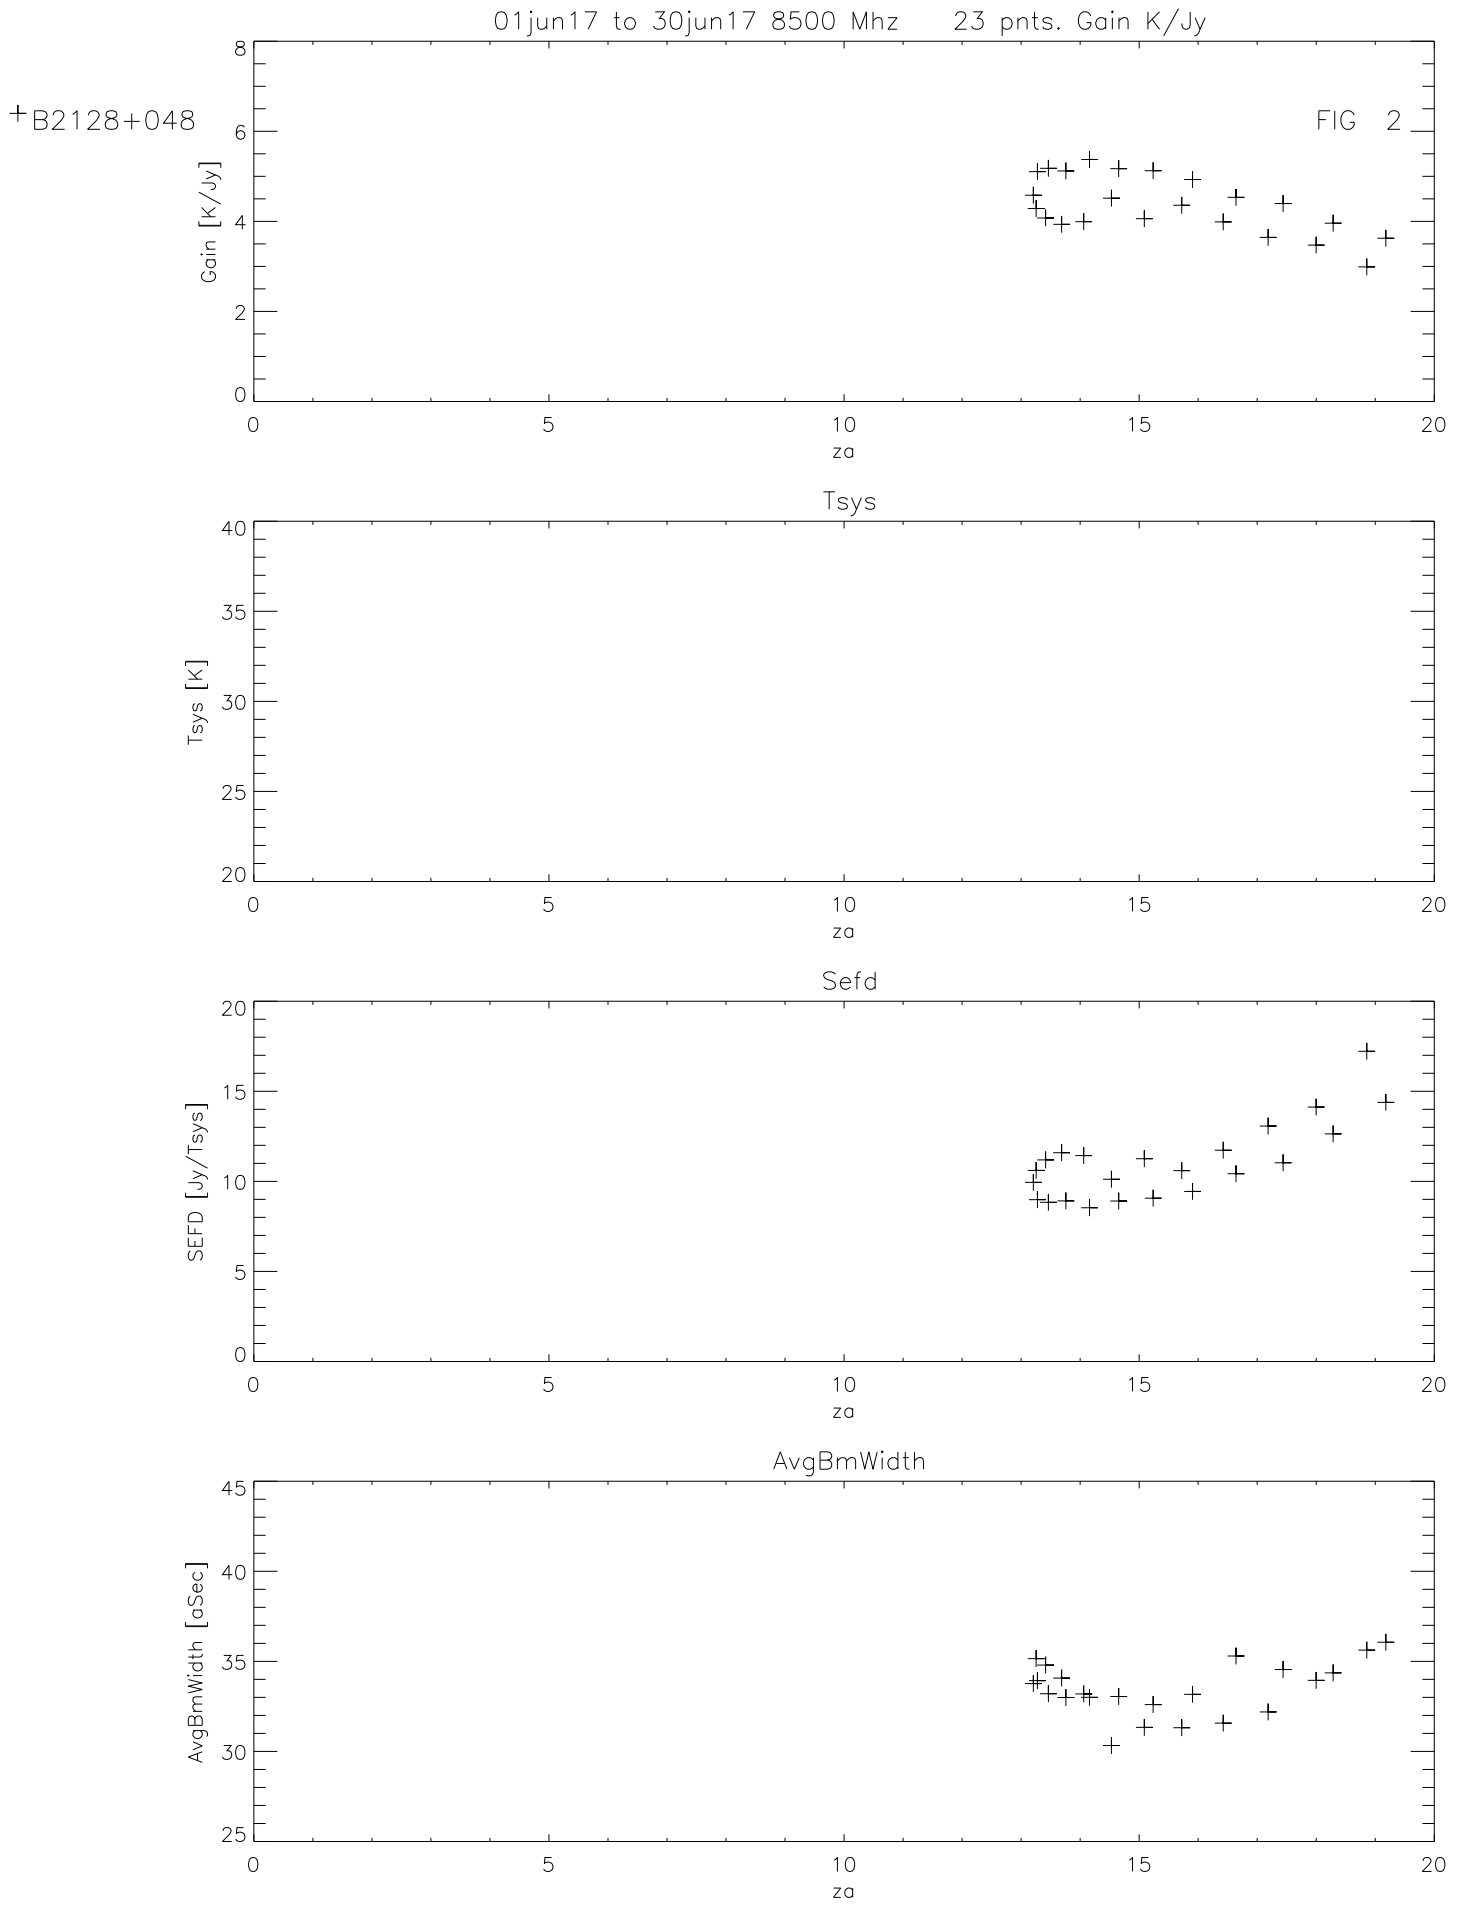 01jun17 to 30jun17 8500 Mhz 23 pnts. Gain K/Jy
+B2128+048
FIG 2
Gain [K/Jy]
8
6
4
2
0
0 5 10 15 20
za
Tsys
Tsys [K]
40
35
30
25
20
0 5 10 15 20
za
Sefd
SEFD [Jy/Tsys]
20
15
10
5
0
0 5 10 15 20
za
AvgBmWidth
AvgBmWidth [aSec]
45
40
35
30
25
0 5 10 15 20
za